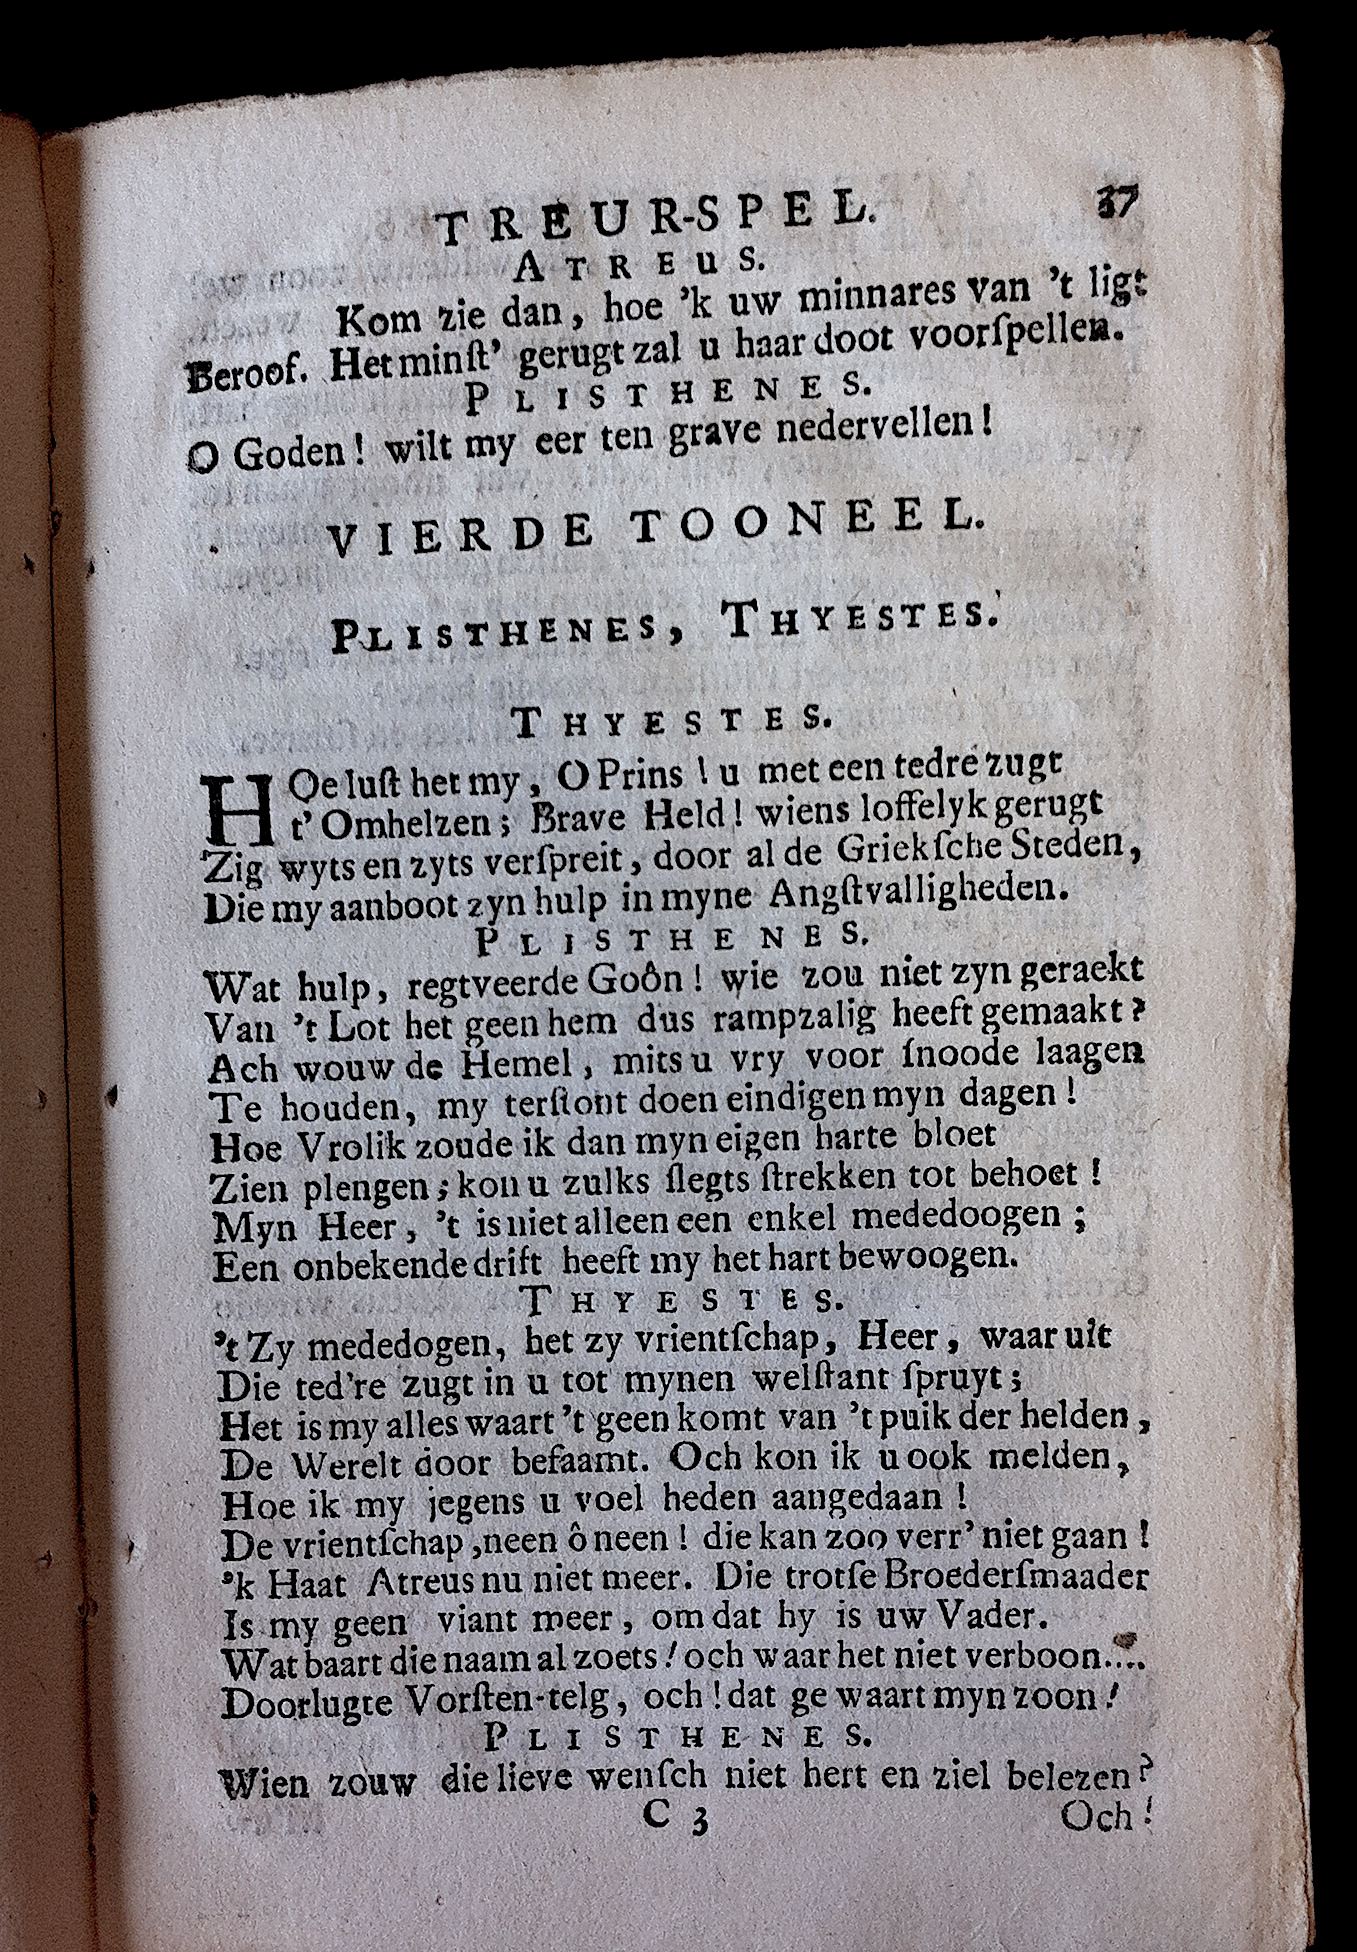 TREUR-SPEL. 37
ATREUS.
Kom zie dan, hoe 'k uw minnares van 't ligt
Beroof. Het minſt' gerugt zal u haar doot voorſpellen.
PLISTHENES.
O Goden! wilt my eer ten grave nedervellen!
VIERDE TOONEEL.
PLISTHENES, THYESTES.
THYESTES.
HOe luſt het my, O Prins! u met een tedre zugt
t' Omhelzen; Brave Held! wiens loffelyk gerugt
Zig wyts en zyts verſpreit, door al de Griekſche Steden,
Die my aanboot zyn hulp in myne Angſtvalligheden.
PLISTHENES.
Wat hulp, regtveerde Goôn! wie zou niet zyn geraekt
Van 't Lot het geen hem dus rampzalig heeft gemaakt?
Ach wouw de Hemel, mits u vry voor ſnoode laagen
Te houden, my terſtont doen eindigen myn dagen!
Hoe Vrolik zoude ik dan myn eigen harte bloet
Zien plengen; kon u zulks ſlegts ſtrekken tot behoet!
Myn Heer, 't is niet alleen een enkel mededoogen;
Een onbekende drift heeft my het hart bewoogen.
THYESTES.
't Zy mededogen, het zy vrientſchap, Heer, waar uit
Die ted're zugt in u tot mynen welſtant ſpruyt;
Het is my alles waart 't geen komt van 't puik der helden,
De Werelt door befaamt. Och kon ik u ook melden,
Hoe ik my jegens u voel heden aangedaan!
De vrientſchap, neen ô neen! die kan zoo verr' niet gaan!
'k Haat Atreus nu niet meer. Die trotſe Broederſmaader
Is my geen viant meer, om dat hy is uw Vader.
Wat baart die naam al zoets! och waar het niet verboon....
Doorlugte Vorſten-telg, och! dat ge waart myn zoon!
PLISTHENES.
Wien zouw die lieve wenſch niet hert en ziel belezen?
C 3 Och!